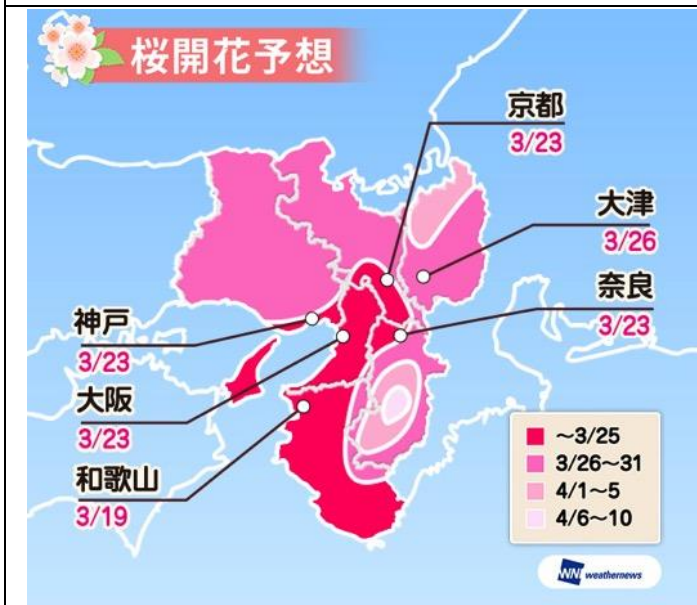 桜開花予想
京都
3/23
大津
3/26
奈良
3/23
神戸
3/23
大阪
3/23
和歌山
3/19
~3/25
3/26~31
4/1~5
4/6~10
WN weathernews